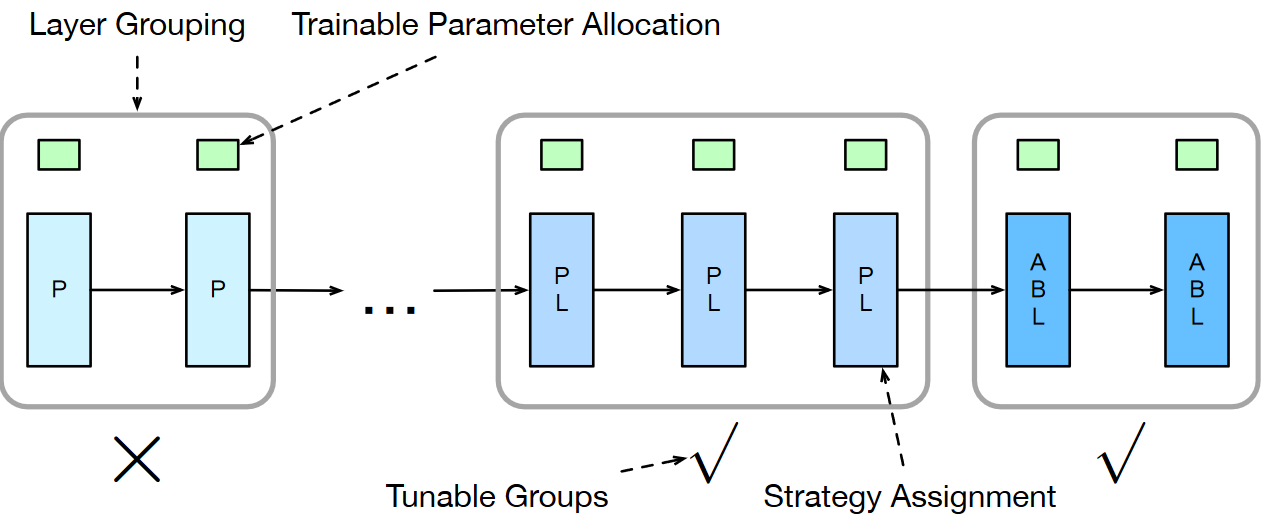 Layer Grouping
Trainable Parameter Allocation
P
P
...
P
L
P
L
P
L
A
B
L
A
B
L
Tunable Groups
Strategy Assignment